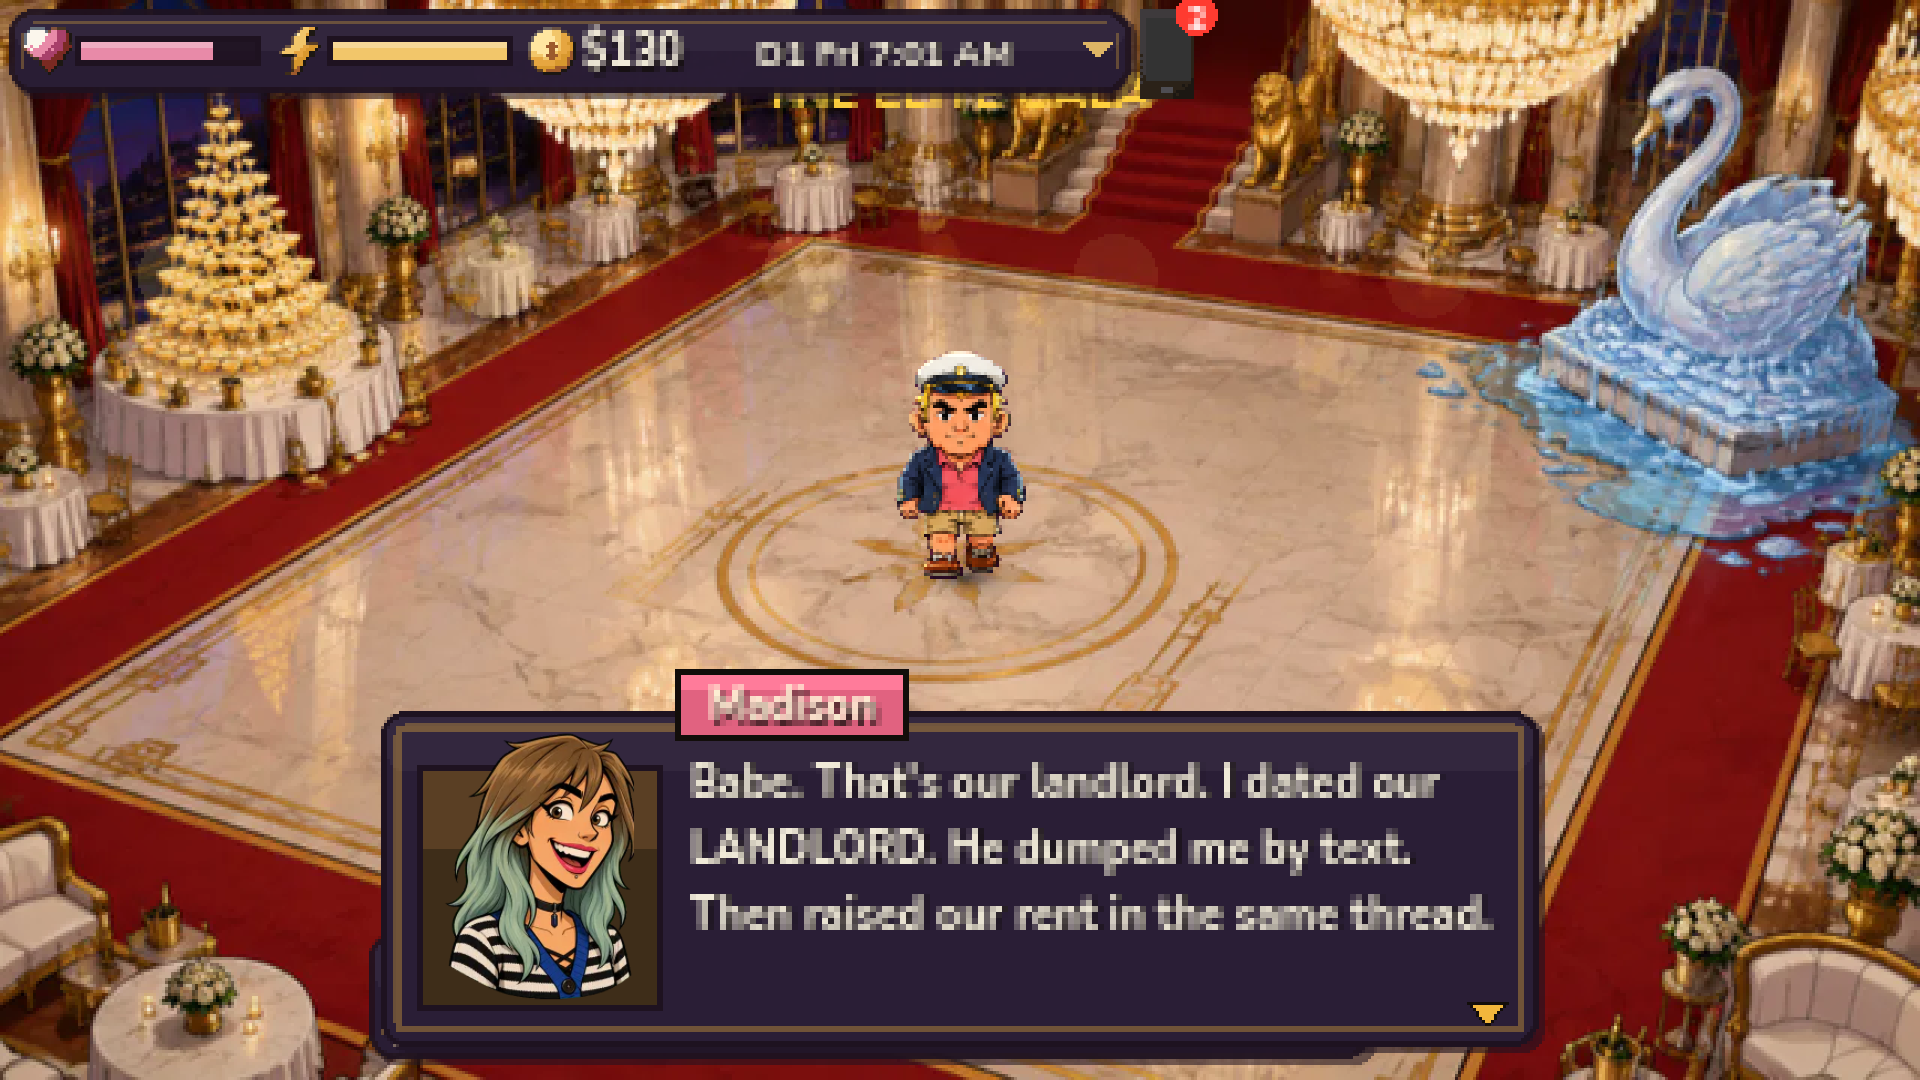 $130
D1 Fri 7:01 AM
2
Madison
Babe. That's our landlord. I dated our
LANDLORD. He dumped me by text.
Then raised our rent in the same thread.